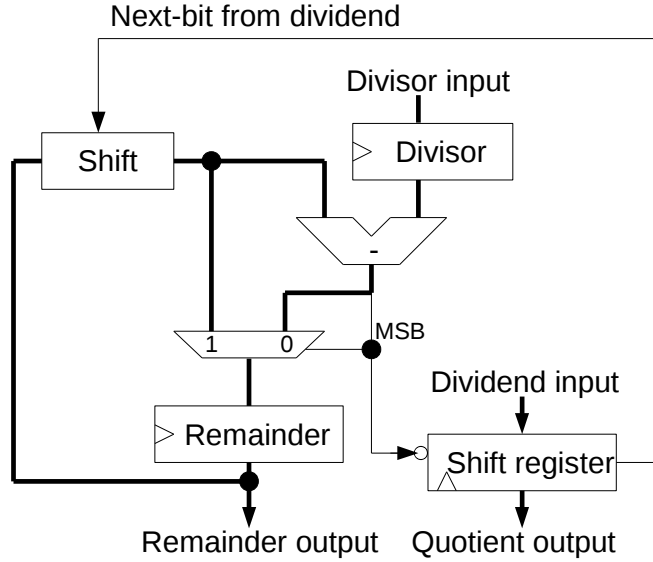 Next-bit from dividend
Divisor input
Shift
Divisor
-
1 0
MSB
Dividend input
Remainder
Shift register
Remainder output
Quotient output